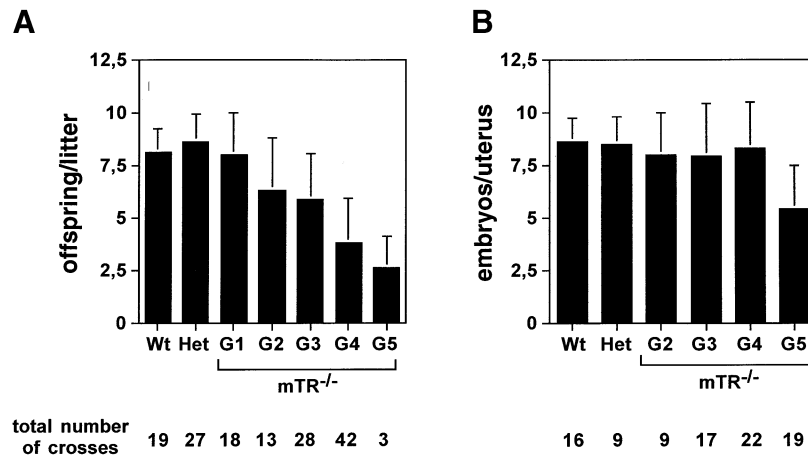 A
offspring/litter
12,5
10
7,5
5
2,5
0
Wt Het G1 G2 G3 G4 G5
mTR-/-
total number
of crosses
19 27 18 13 28 42 3
B
embryos/uterus
12,5
10
7,5
5
2,5
0
Wt Het G2 G3 G4 G5
mTR-/-
16 9 9 17 22 19